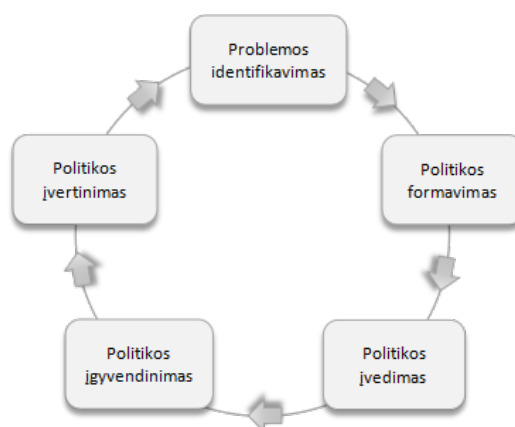 Problemos
identifikavimas
Politikos
formavimas
Politikos
įvedimas
Politikos
įgyvendinimas
Politikos
įvertinimas